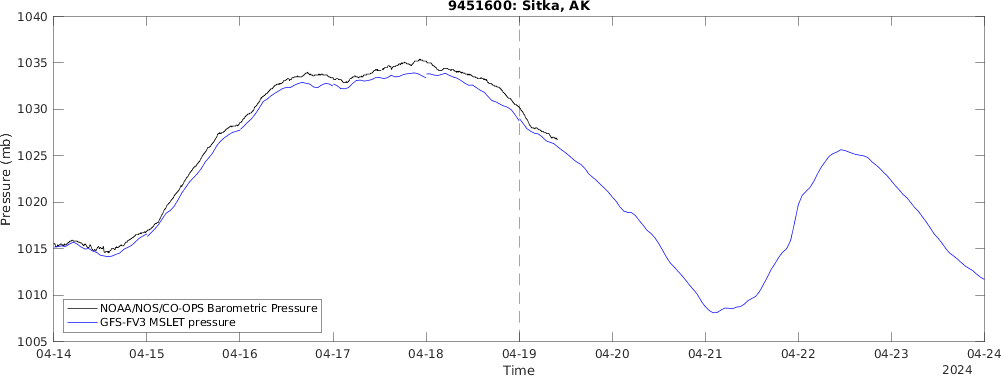 9451600: Sitka, AK
1040
1035
1030
1025
1020
1015
1010
1005
Pressure (mb)
NOAA/NOS/CO-OPS Barometric Pressure
GFS-FV3 MSLET pressure
04-14 04-15 04-16 04-17 04-18 04-19 04-20 04-21 04-22 04-23 04-24
Time
2024